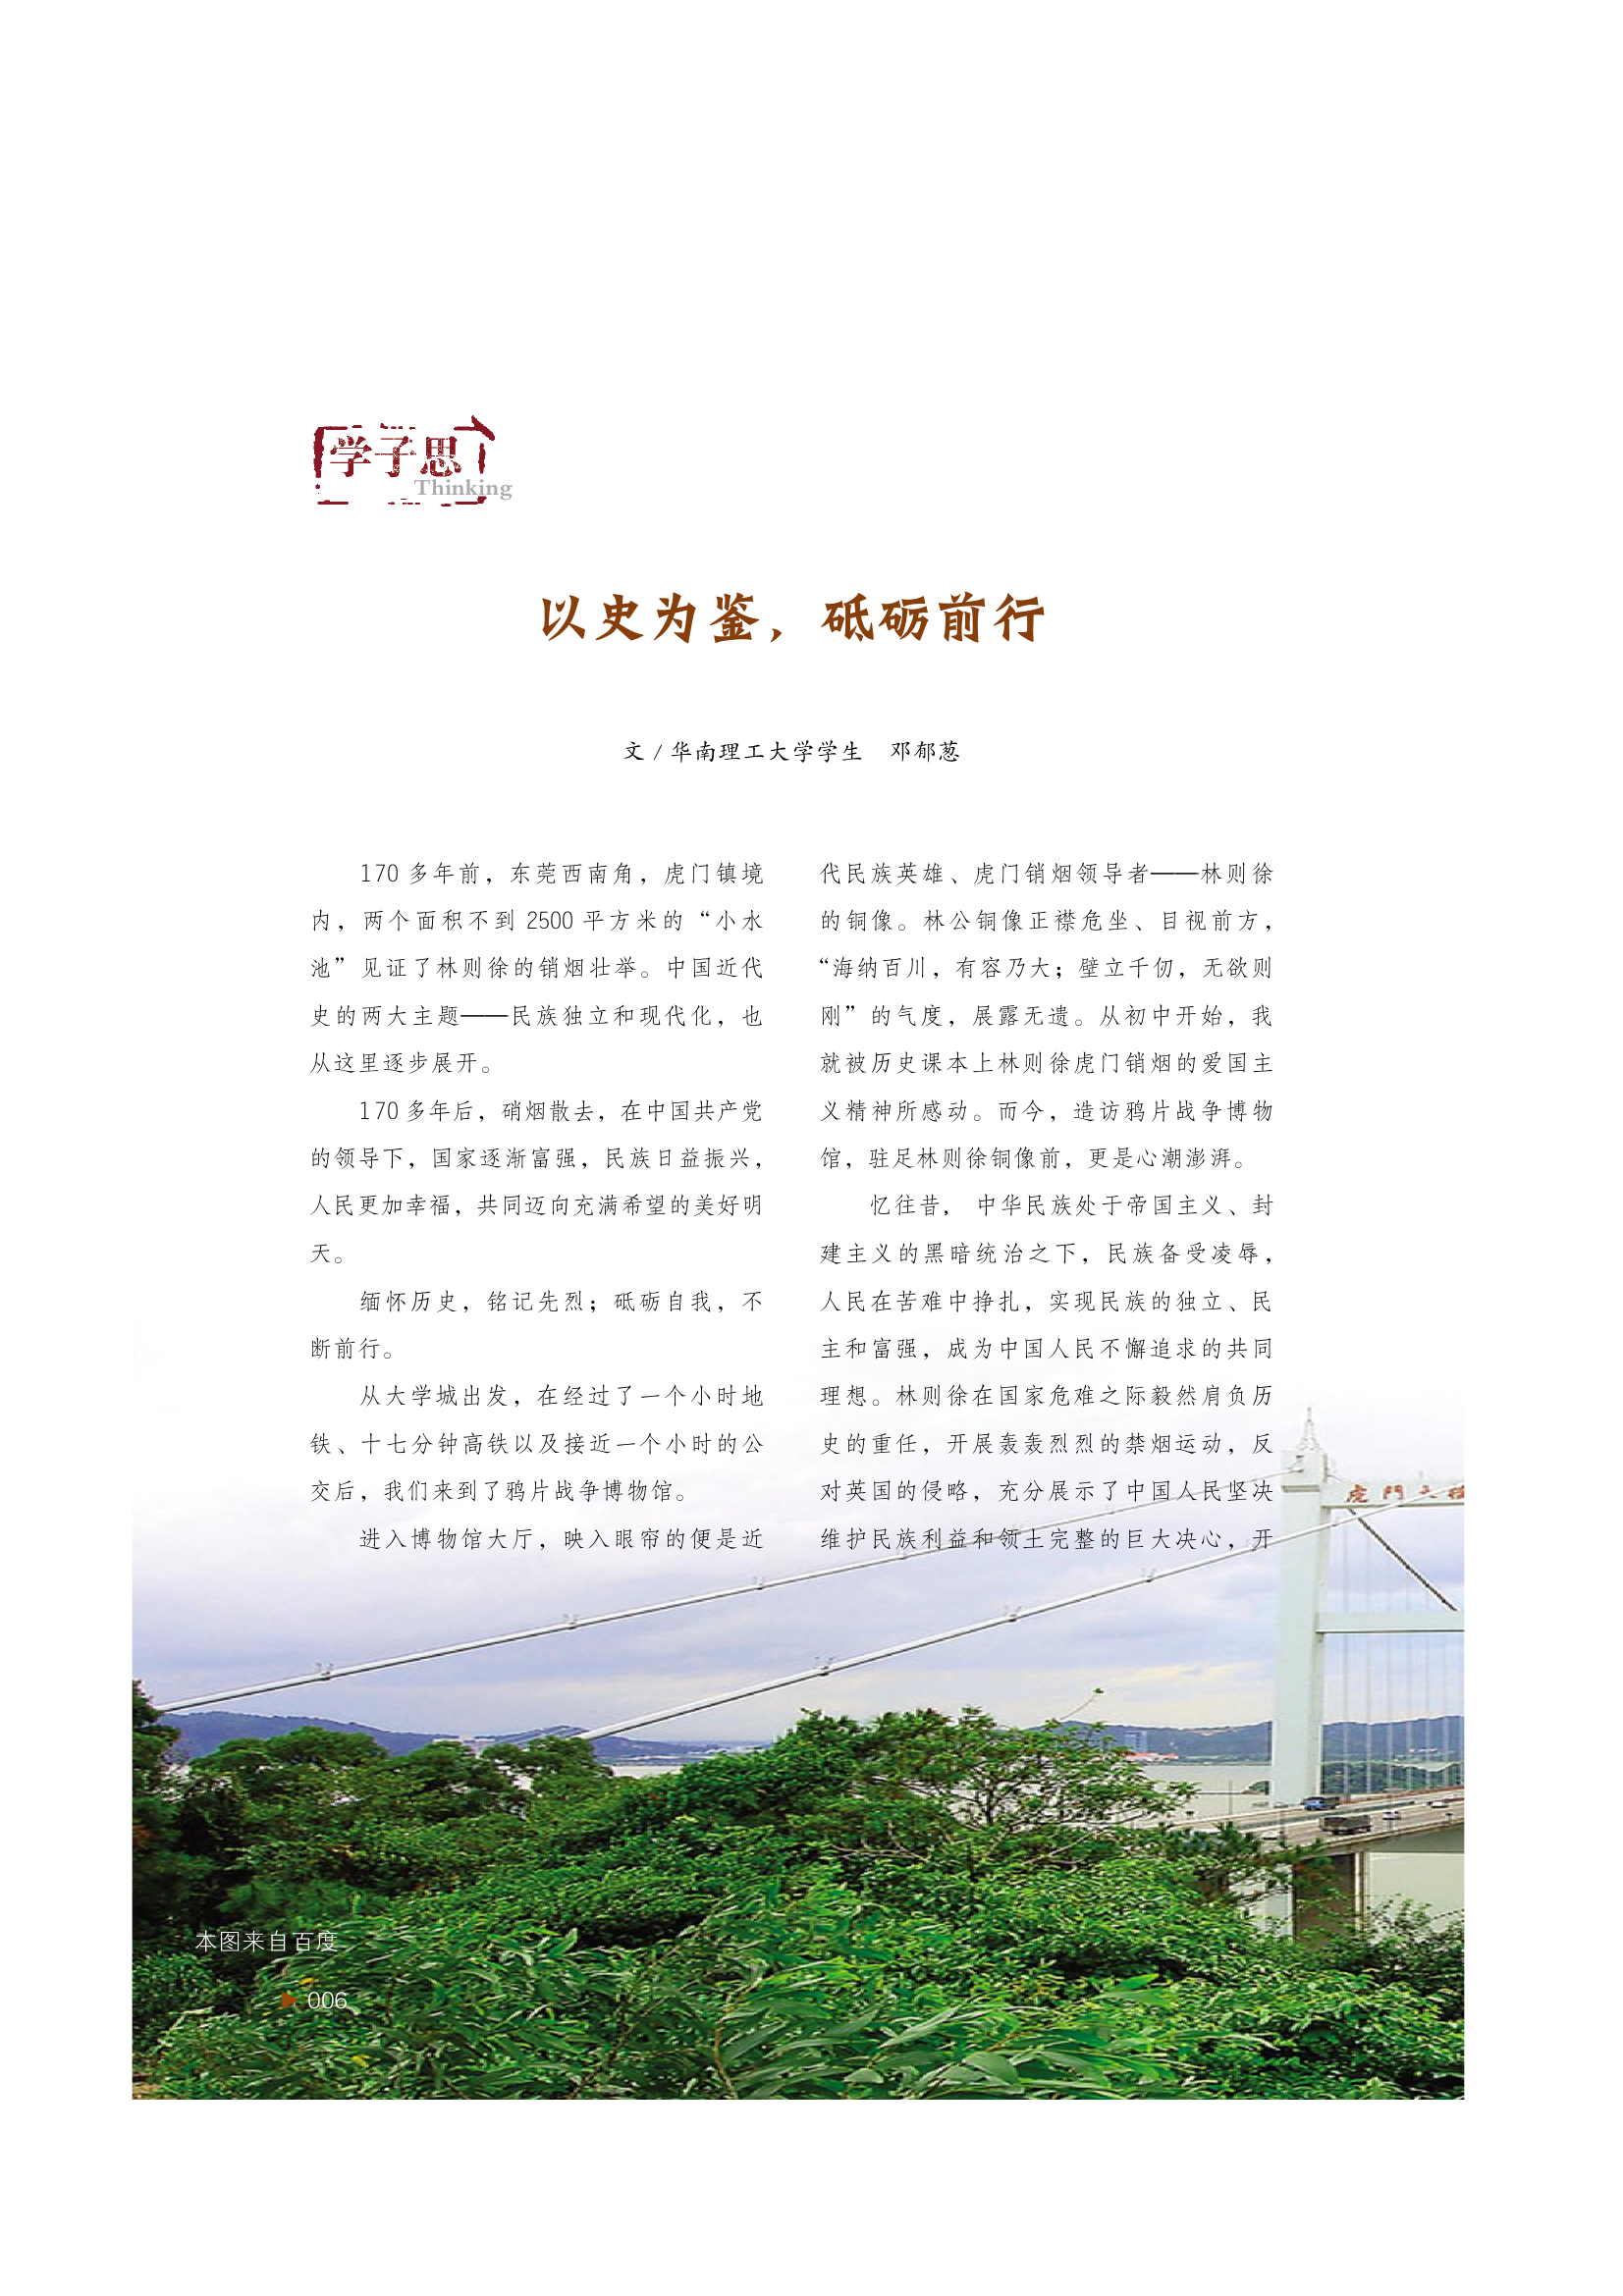 学子思
Thinking
以史为鉴，砥砺前行
文 / 华南理工大学学生　邓郁葱
170 多年前，东莞西南角，虎门镇境
内，两个面积不到 2500 平方米的“小水
池”见证了林则徐的销烟壮举。中国近代
史的两大主题——民族独立和现代化，也
从这里逐步展开。
170 多年后，硝烟散去，在中国共产党
的领导下，国家逐渐富强，民族日益振兴，
人民更加幸福，共同迈向充满希望的美好明
天。
缅怀历史，铭记先烈；砥砺自我，不
断前行。
从大学城出发，在经过了一个小时地
铁、十七分钟高铁以及接近一个小时的公
交后，我们来到了鸦片战争博物馆。
进入博物馆大厅，映入眼帘的便是近
代民族英雄、虎门销烟领导者——林则徐
的铜像。林公铜像正襟危坐、目视前方，
“海纳百川，有容乃大；壁立千仞，无欲则
刚”的气度，展露无遗。从初中开始，我
就被历史课本上林则徐虎门销烟的爱国主
义精神所感动。而今，造访鸦片战争博物
馆，驻足林则徐铜像前，更是心潮澎湃。
忆往昔， 中华民族处于帝国主义、封
建主义的黑暗统治之下，民族备受凌辱，
人民在苦难中挣扎，实现民族的独立、民
主和富强，成为中国人民不懈追求的共同
理想。林则徐在国家危难之际毅然肩负历
史的重任，开展轰轰烈烈的禁烟运动，反
对英国的侵略，充分展示了中国人民坚决
维护民族利益和领土完整的巨大决心，开
虎門大
本图来自百度
006